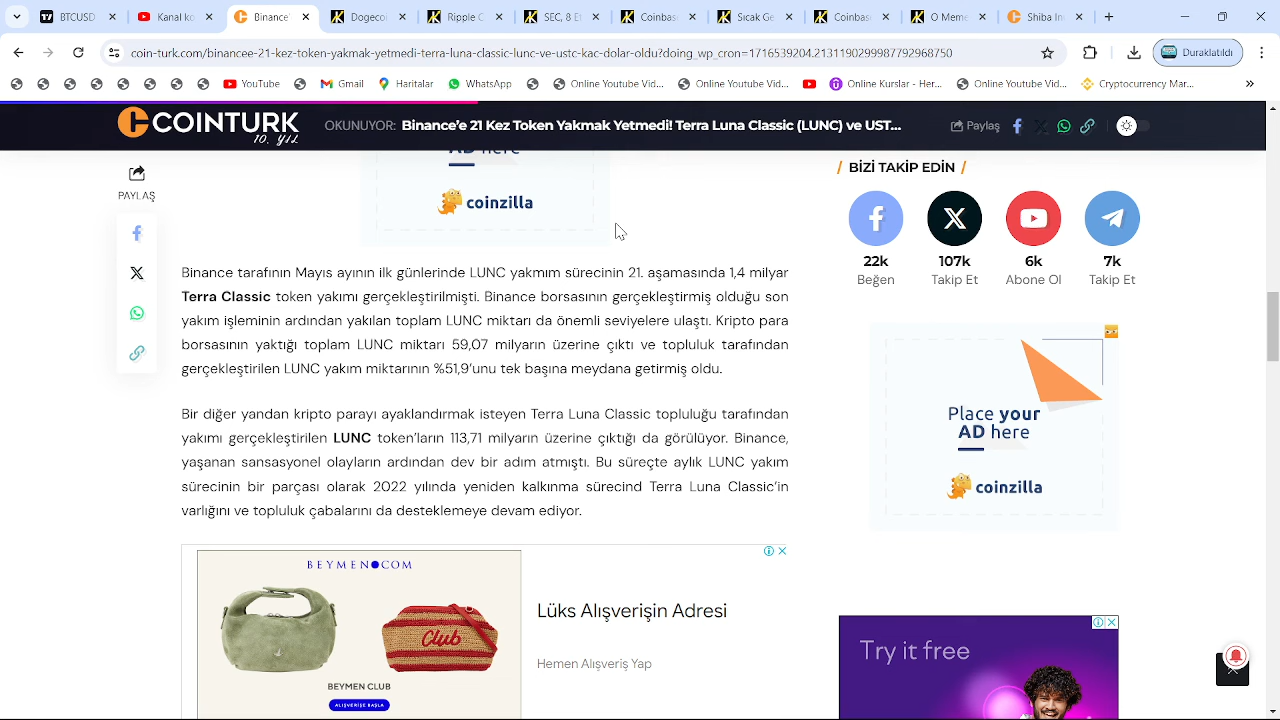 BTCUSD
Kanal ko
Binance'
Dogeco
Ripple
SEC, 8 E
Coinbas
Coinbas
O Meme
Shiba In
coin-turk.com/binancee-21-kez-token-yakmak-yetmedi-terra-luna-classic-lunc-ve-ustc-kac-dolar-oldu?doing_wp_cron=1716539204.2131190299987792968750
Duraklatıldı
YouTube
Gmail
Haritalar
WhatsApp
Online Youtube Vid...
Online Youtube Vid...
Online Kurslar - Her...
Online Youtube Vid...
Cryptocurrency Mar...
COINTURK
10. yıl
OKUNUYOR: Binance'e 21 Kez Token Yakmak Yetmedi! Terra Luna Classic (LUNC) ve UST...
Paylaş
AD here
coinzilla
PAYLAŞ
/ BİZİ TAKİP EDİN /
22k
Beğen
107k
Takip Et
6k
Abone Ol
7k
Takip Et
Binance tarafının Mayıs ayının ilk günlerinde LUNC yakmım sürecinin 21. aşamasında 1,4 milyar
Terra Classic token yakımı gerçekleştirilmişti. Binance borsasının gerçekleştirmiş olduğu son
yakım işleminin ardından yakılan toplam LUNC miktarı da önemli seviyelere ulaştı. Kripto para
borsasının yaktığı toplam LUNC miktarı 59,07 milyarın üzerine çıktı ve topluluk tarafından
gerçekleştirilen LUNC yakım miktarının %51,9'unu tek başına meydana getirmiş oldu.
Bir diğer yandan kripto parayı ayaklandırmak isteyen Terra Luna Classic topluluğu tarafından
yakımı gerçekleştirilen LUNC token'ların 113,71 milyarın üzerine çıktığı da görülüyor. Binance,
yaşanan sansasyonel olayların ardından dev bir adım atmıştı. Bu süreçte aylık LUNC yakım
sürecinin bir parçası olarak 2022 yılında yeniden kalkınma sürecind Terra Luna Classic'in
varlığını ve topluluk çabalarını da desteklemeye devam ediyor.
Place your
AD here
coinzilla
BEYMEN.COM
Club
BEYMEN CLUB
ALIŞVERİŞE BAŞLA
Lüks Alışverişin Adresi
Hemen Alışveriş Yap
Try it free